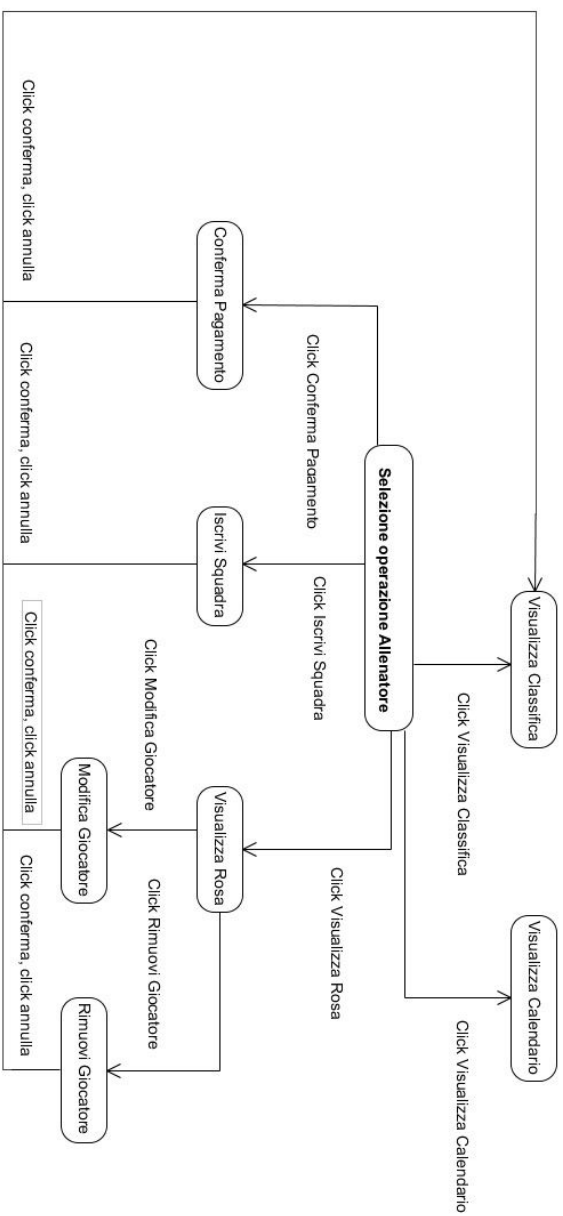 Visualizza Classifica
Visualizza Calendario
Click Visualizza Classifica
Click Visualizza Calendario
Selezione operazione Allenatore
Click Conferma Pagamento
Click Iscrivi Squadra
Click Visualizza Rosa
Conferma Pagamento
Iscrivi Squadra
Visualizza Rosa
Click Modifica Giocatore
Click Rimuovi Giocatore
Modifica Giocatore
Rimuovi Giocatore
Click conferma, click annulla
Click conferma, click annulla
Click conferma, click annulla
Click conferma, click annulla